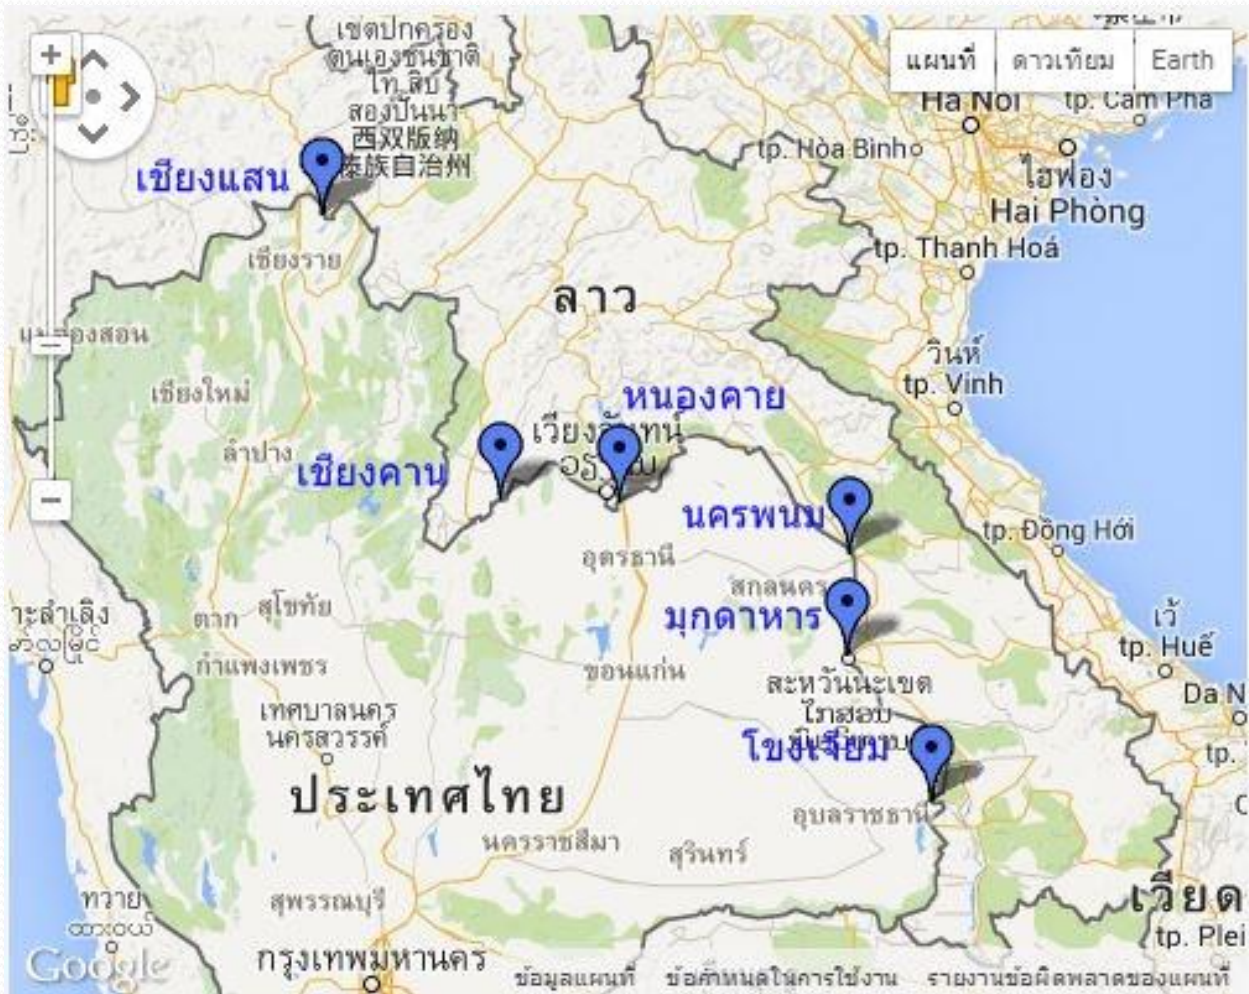 เขตปกครอง
ตนเองชนชาติ
ไท สิบ
สองปันนา
西双版纳
傣族自治州
แผนที่
ดาวเทียม
Earth
Ha Noi
tp. Cẩm Phả
tp. Hòa Bình
ไฮฟอง
Hai Phòng
เชียงแสน
เชียงราย
tp. Thanh Hoá
ลาว
วินห์
tp. Vinh
เชียงใหม่
หนองคาย
ลำปาง
เชียงคาน
นครพนม
tp. Đồng Hới
อุดรธานี
สกลนคร
มุกดาหาร
ตาก
สุโขทัย
เว้
tp. Huế
กำแพงเพชร
ขอนแก่น
สะหวันนะเขต
Da N
เทศบาลนคร
นครสวรรค์
โขงเจียม
tp.
ประเทศไทย
อุบลราชธานี
นครราชสีมา
สุรินทร์
ทวาย
ထားဝယ်
สุพรรณบุรี
เวียด
tp. Plei
Google
กรุงเทพมหานคร
ข้อมูลแผนที่
ข้อกำหนดในการใช้งาน
รายงานข้อผิดพลาดของแผนที่